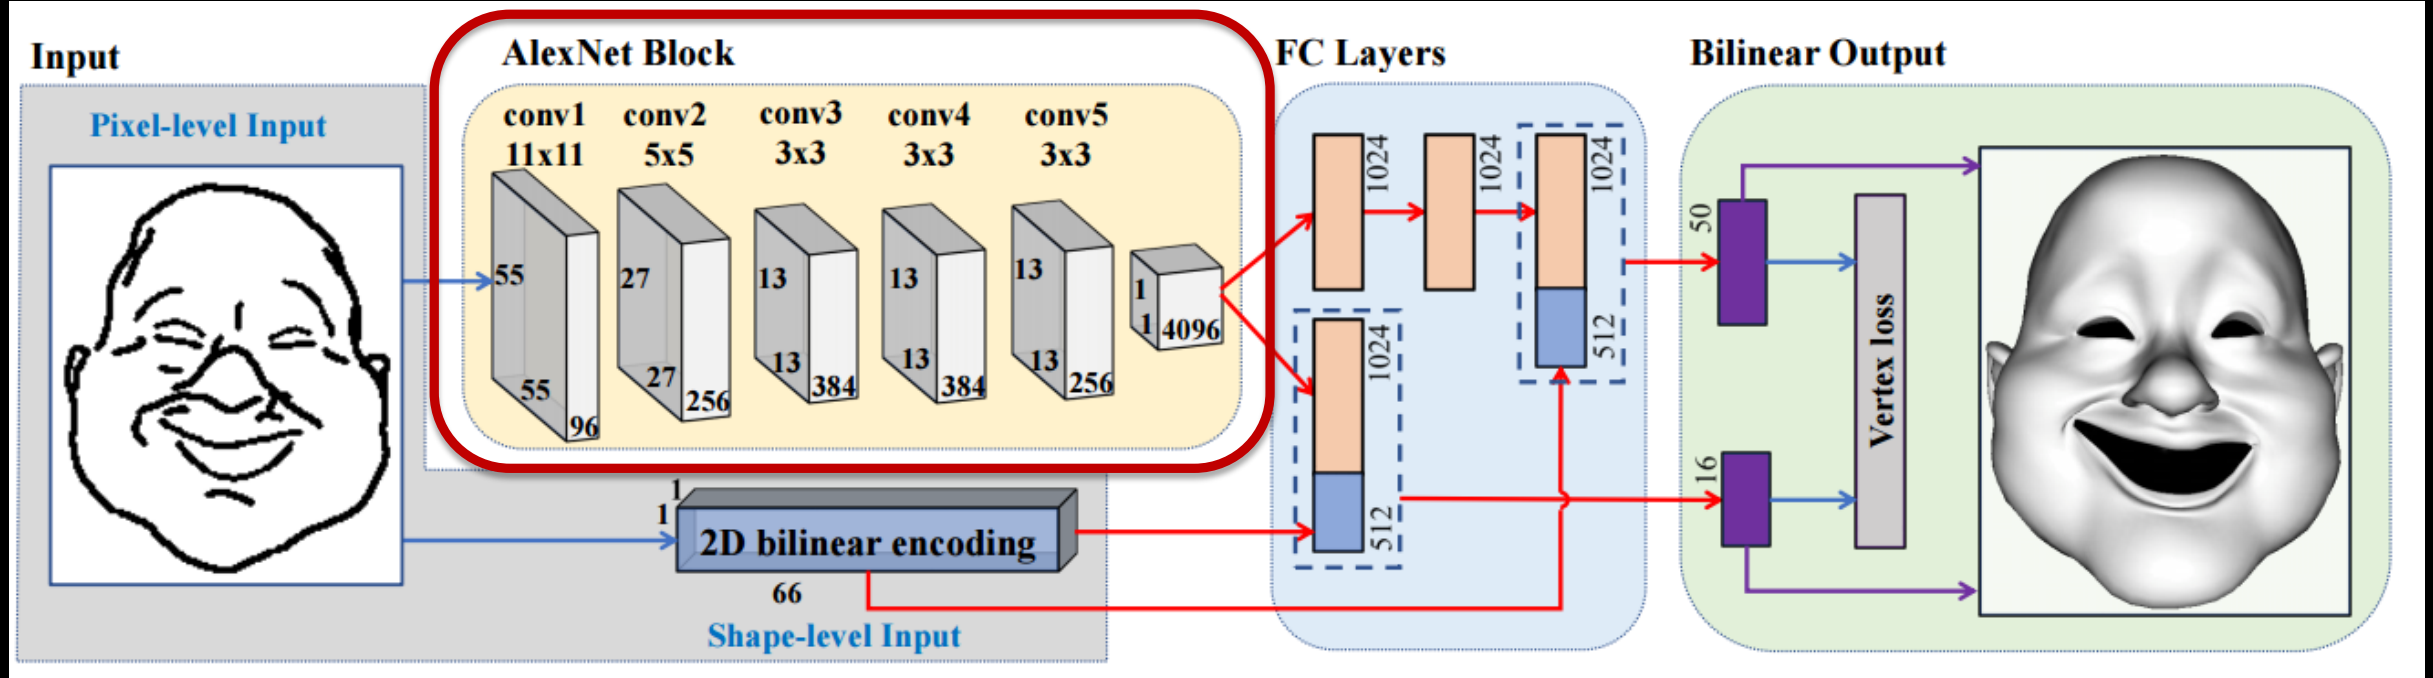 Input
Pixel-level Input
AlexNet Block
conv1
11x11
conv2
5x5
conv3
3x3
conv4
3x3
conv5
3x3
55
55
96
27
27
256
13
13
384
13
13
384
13
13
256
1
1
4096
1
1
2D bilinear encoding
66
Shape-level Input
FC Layers
1024
1024
1024
512
1024
512
Bilinear Output
50
16
Vertex loss